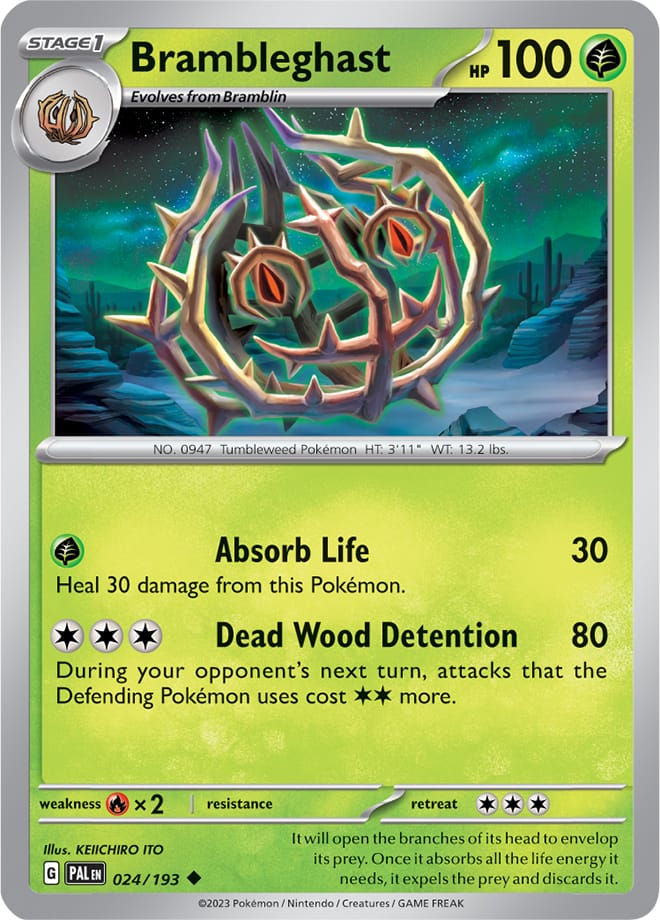 STAGE1
Brambleghast
HP 100
Evolves from Bramblin
NO. 0947 Tumbleweed Pokémon HT: 3'11" WT: 13.2 lbs.
Absorb Life 30
Heal 30 damage from this Pokémon.
Dead Wood Detention 80
During your opponent's next turn, attacks that the
Defending Pokémon uses cost more.
weakness ×2 resistance retreat
Illus. KEIICHIRO ITO
G PAL EN 024/193
It will open the branches of its head to envelop
its prey. Once it absorbs all the life energy it
needs, it expels the prey and discards it.
©2023 Pokémon / Nintendo / Creatures / GAME FREAK